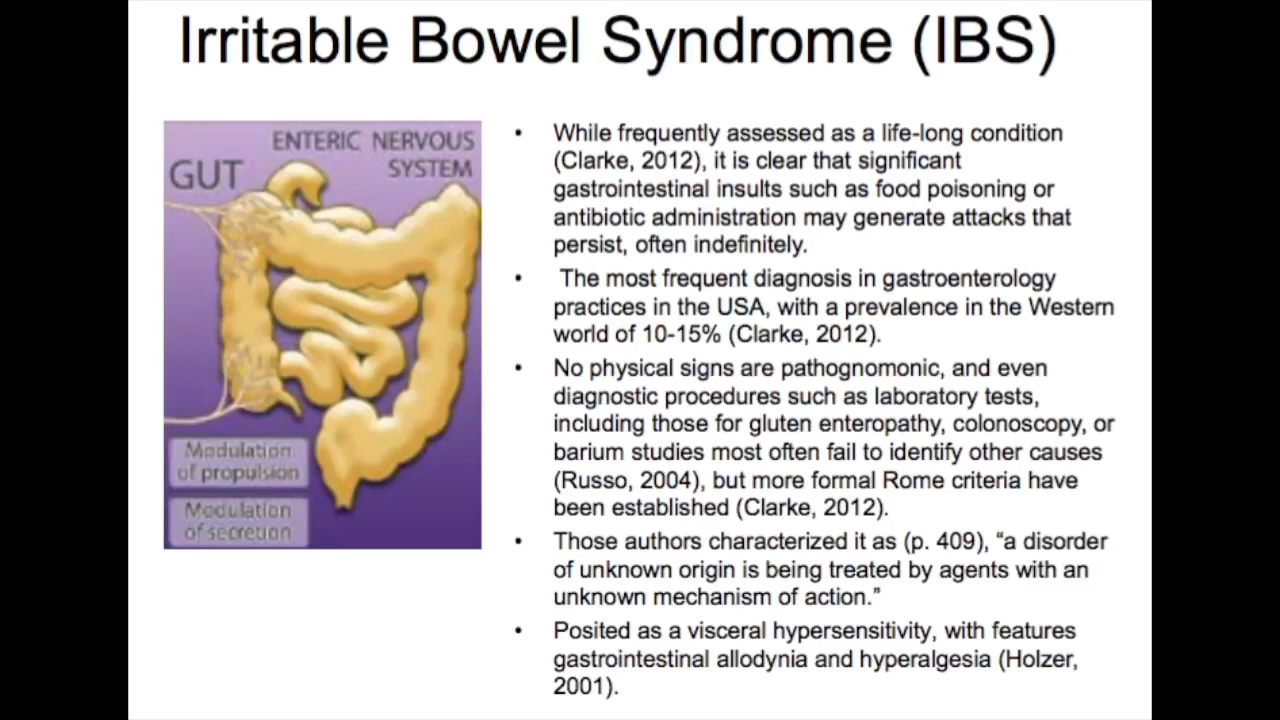 Irritable Bowel Syndrome (IBS)
ENTERIC NERVOUS
SYSTEM
GUT
Modulation
of propulsion
Modulation
of secretion
• While frequently assessed as a life-long condition
(Clarke, 2012), it is clear that significant
gastrointestinal insults such as food poisoning or
antibiotic administration may generate attacks that
persist, often indefinitely.
• The most frequent diagnosis in gastroenterology
practices in the USA, with a prevalence in the Western
world of 10-15% (Clarke, 2012).
• No physical signs are pathognomonic, and even
diagnostic procedures such as laboratory tests,
including those for gluten enteropathy, colonoscopy, or
barium studies most often fail to identify other causes
(Russo, 2004), but more formal Rome criteria have
been established (Clarke, 2012).
• Those authors characterized it as (p. 409), “a disorder
of unknown origin is being treated by agents with an
unknown mechanism of action.”
• Posited as a visceral hypersensitivity, with features
gastrointestinal allodynia and hyperalgesia (Holzer,
2001).